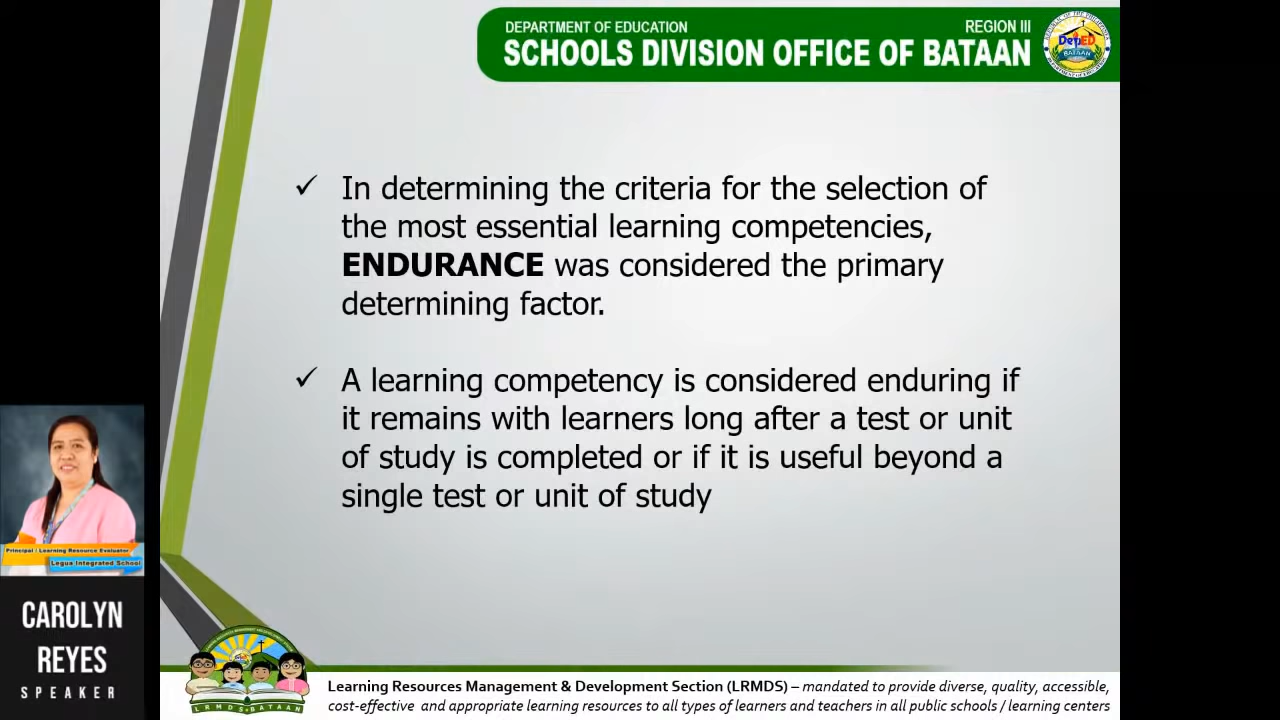 DEPARTMENT OF EDUCATION
REGION III
SCHOOLS DIVISION OFFICE OF BATAAN
DepED
BATAAN
✓ In determining the criteria for the selection of
the most essential learning competencies,
ENDURANCE was considered the primary
determining factor.
✓ A learning competency is considered enduring if
it remains with learners long after a test or unit
of study is completed or if it is useful beyond a
single test or unit of study
Principal / Learning Resource Evaluator
Legua Integrated School
CAROLYN
REYES
SPEAKER
LRMDS BATAAN
Learning Resources Management & Development Section (LRMDS) – mandated to provide diverse, quality, accessible,
cost-effective and appropriate learning resources to all types of learners and teachers in all public schools / learning centers